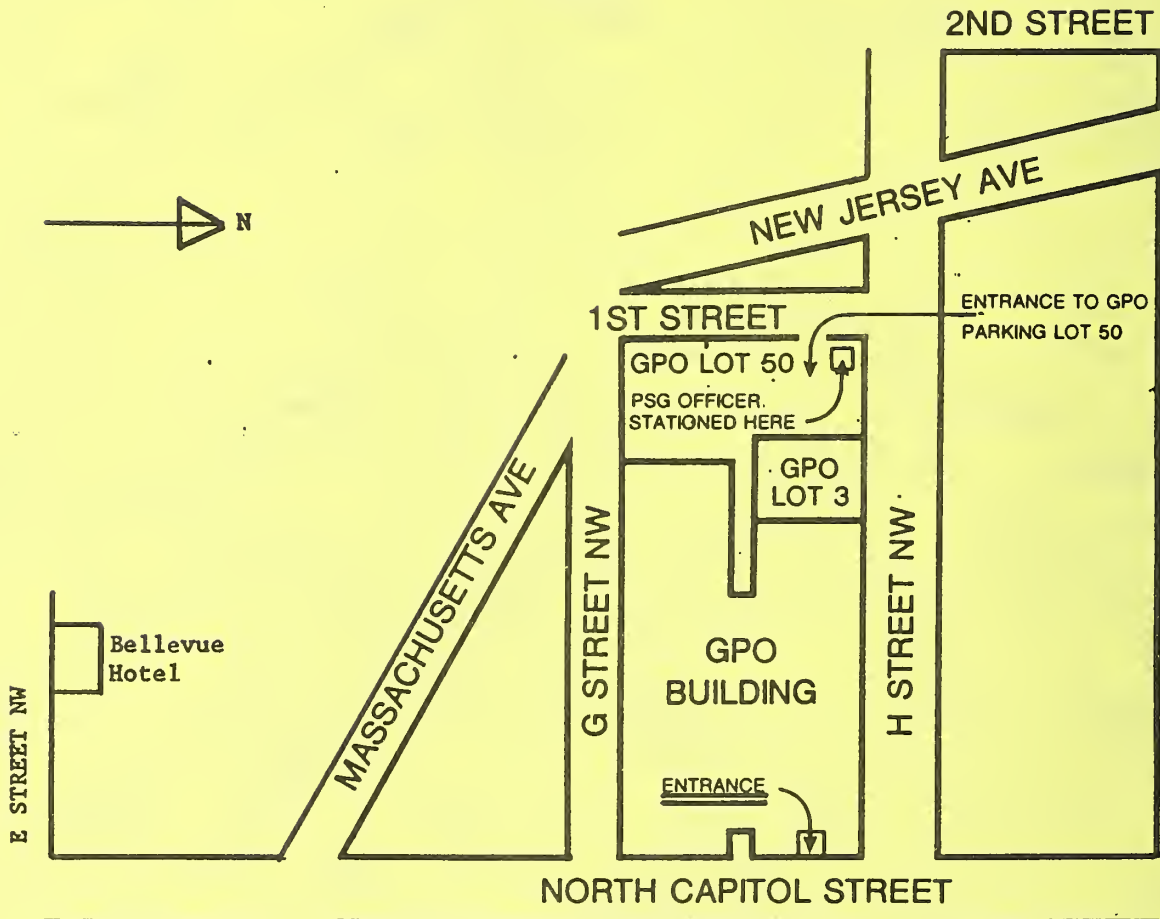 2ND STREET
N
NEW JERSEY AVE
ENTRANCE TO GPO
PARKING LOT 50
1ST STREET
GPO LOT 50
PSG OFFICER.
STATIONED HERE
GPO
LOT 3
MASSACHUSETTS AVE
G STREET NW
H STREET NW
Bellevue
Hotel
E STREET NW
GPO
BUILDING
ENTRANCE
NORTH CAPITOL STREET